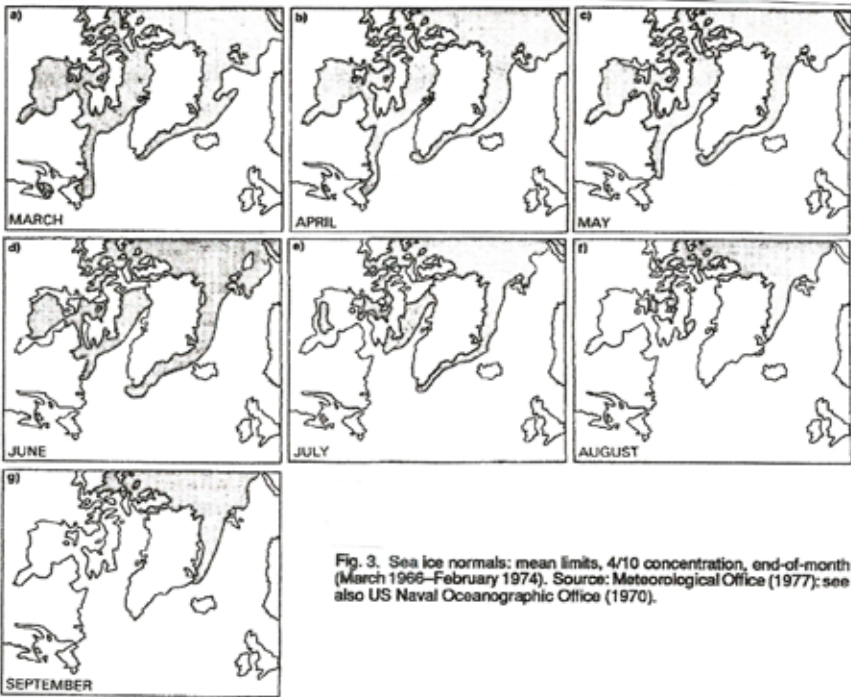 a)
MARCH
b)
APRIL
c)
MAY
d)
JUNE
e)
JULY
f)
AUGUST
g)
SEPTEMBER
Fig. 3. Sea ice normals: mean limits, 4/10 concentration, end-of-month
(March 1966–February 1974). Source: Meteorological Office (1977); see
also US Naval Oceanographic Office (1970).